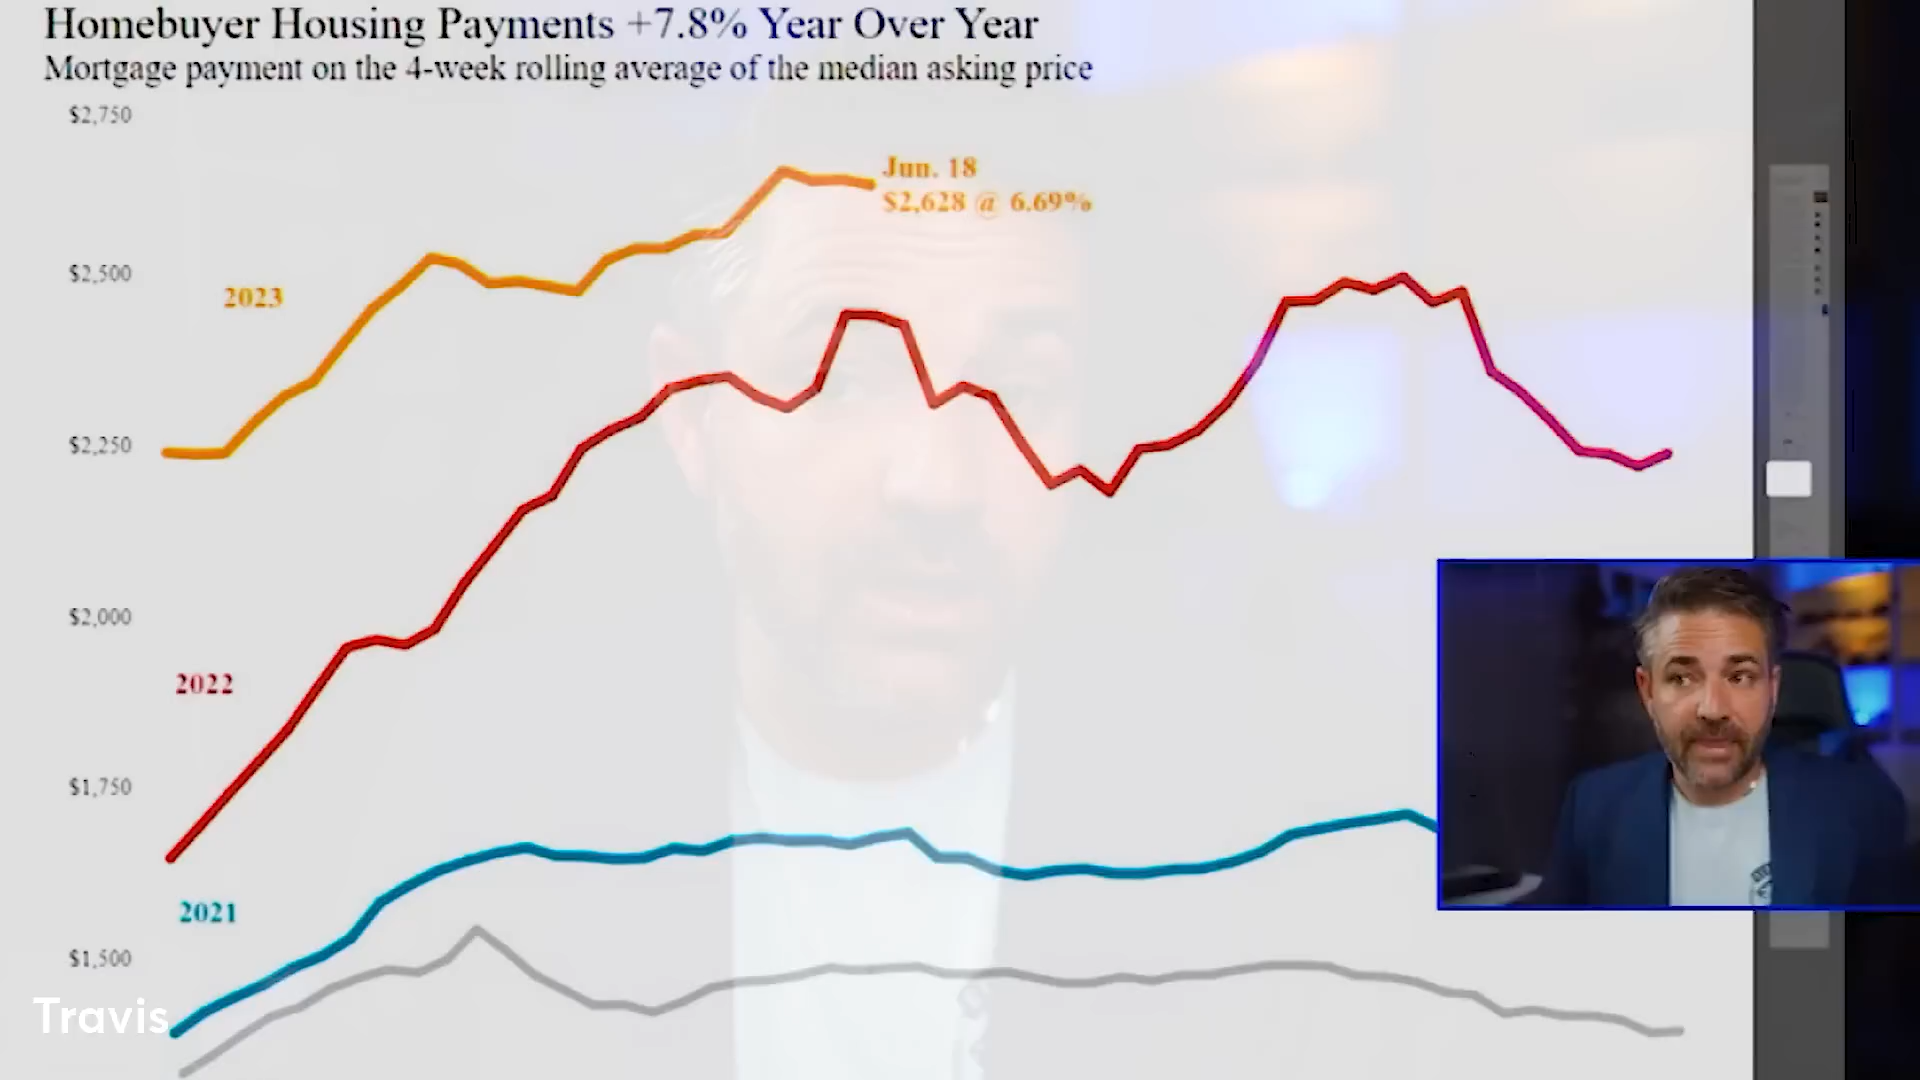 Homebuyer Housing Payments +7.8% Year Over Year
Mortgage payment on the 4-week rolling average of the median asking price
$2,750
Jun. 18
$2,628 @ 6.69%
$2,500
2023
$2,250
$2,000
2022
$1,750
2021
$1,500
Travis